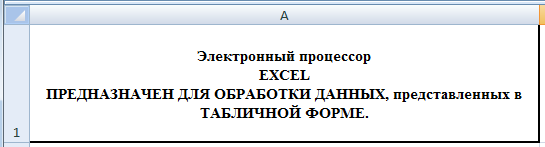 A
1
Электронный процессор
EXCEL
ПРЕДНАЗНАЧЕН ДЛЯ ОБРАБОТКИ ДАННЫХ, представленных в
ТАБЛИЧНОЙ ФОРМЕ.